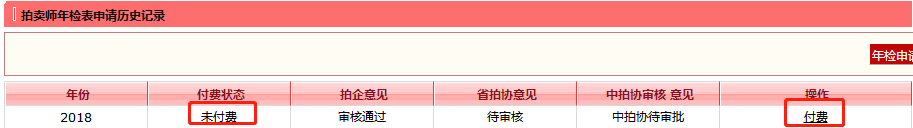 拍卖师年检表申请历史记录
年检申请
年份 付费状态 拍企意见 省拍协意见 中拍协审核 意见 操作
2018 未付费 审核通过 待审核 中拍协待审批 付费